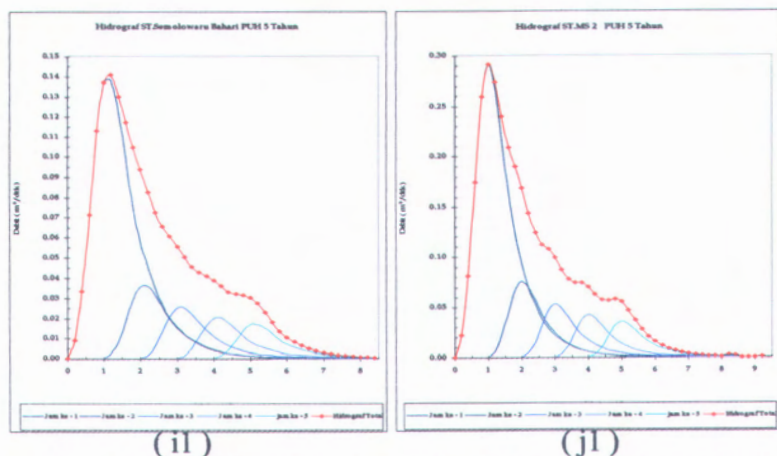 Hidrograf ST.Semolowaru Bahari PUH 5 Tahun
0.15
0.14
0.13
0.12
0.11
0.10
0.09
0.08
0.07
0.06
0.05
0.04
0.03
0.02
0.01
0.00
Debit (m³/dtk)
0 1 2 3 4 5 6 7 8
Jam ke - 1 Jam ke - 2 Jam ke - 3 Jam ke - 4 jam ke - 5 Hidrograf Total
(i1)
Hidrograf ST.MS 2 PUH 5 Tahun
0.30
0.25
0.20
0.15
0.10
0.05
0.00
Debit (m³/dtk)
0 1 2 3 4 5 6 7 8 9
Jam ke - 1 Jam ke - 2 Jam ke - 3 Jam ke - 4 jam ke - 5 Hidrograf Total
(j1)